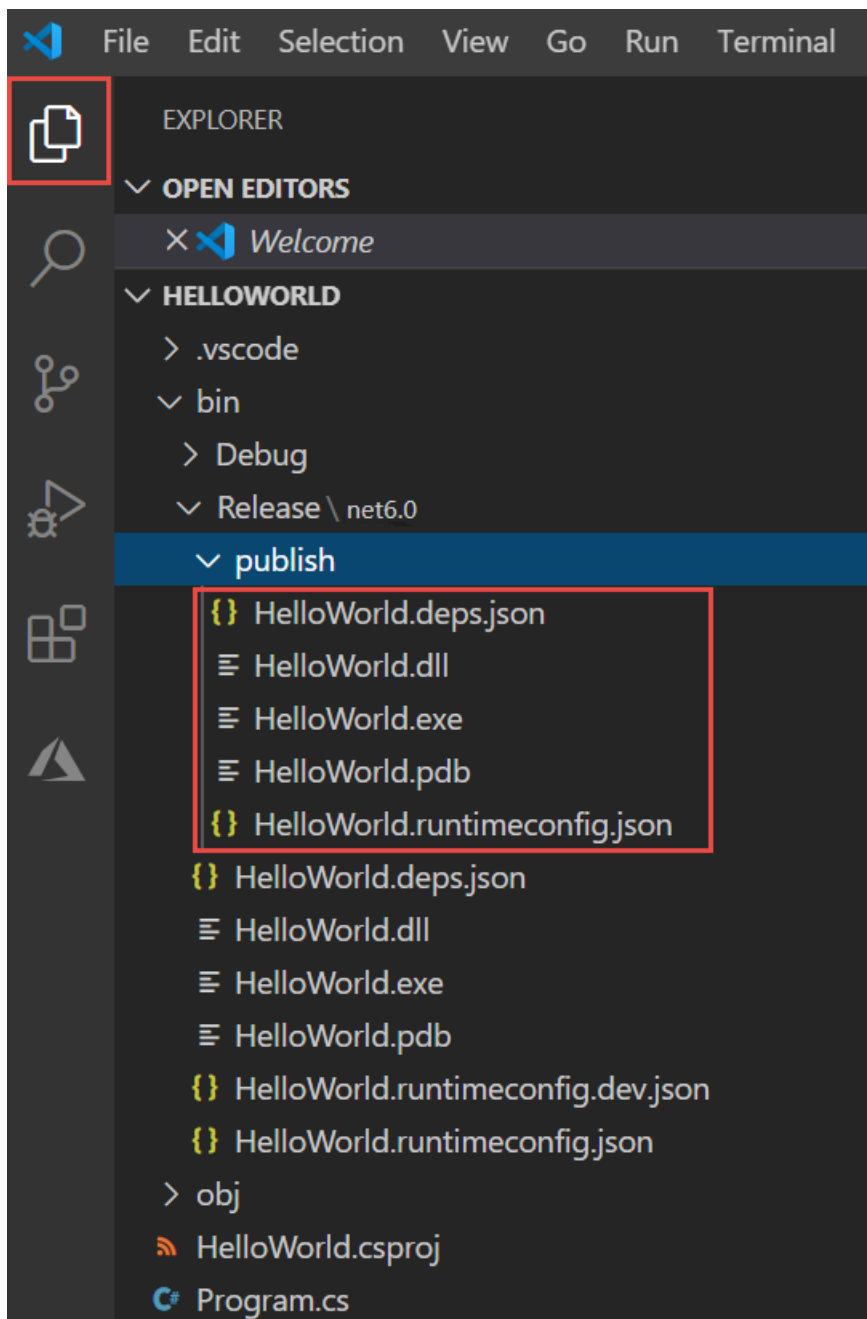 File Edit Selection View Go Run Terminal
EXPLORER
OPEN EDITORS
Welcome
HELLOWORLD
.vscode
bin
Debug
Release \ net6.0
publish
{} HelloWorld.deps.json
HelloWorld.dll
HelloWorld.exe
HelloWorld.pdb
{} HelloWorld.runtimeconfig.json
{} HelloWorld.deps.json
HelloWorld.dll
HelloWorld.exe
HelloWorld.pdb
{} HelloWorld.runtimeconfig.dev.json
{} HelloWorld.runtimeconfig.json
obj
HelloWorld.csproj
C# Program.cs